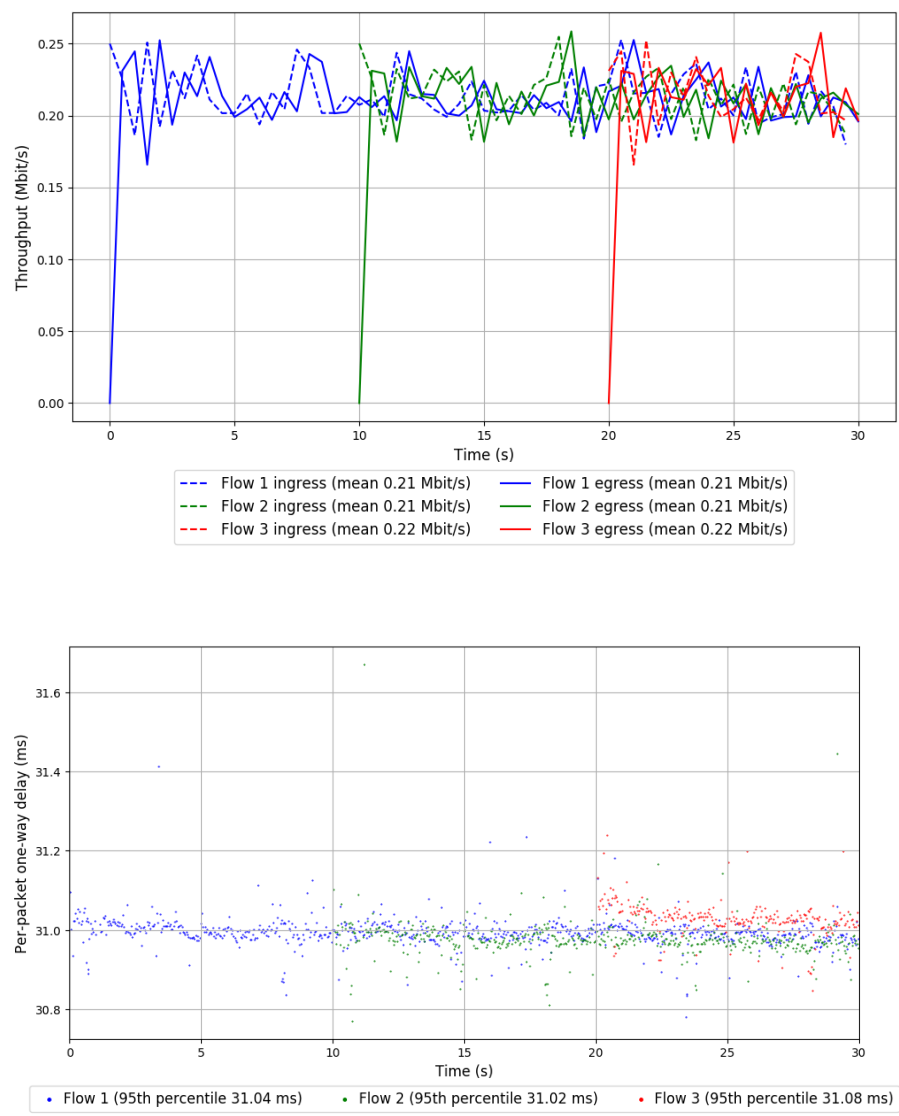 0.25
0.20
0.15
0.10
0.05
0.00
Throughput (Mbit/s)
0 5 10 15 20 25 30
Time (s)
Flow 1 ingress (mean 0.21 Mbit/s) Flow 1 egress (mean 0.21 Mbit/s)
Flow 2 ingress (mean 0.21 Mbit/s) Flow 2 egress (mean 0.21 Mbit/s)
Flow 3 ingress (mean 0.22 Mbit/s) Flow 3 egress (mean 0.22 Mbit/s)
31.6
31.4
31.2
31.0
30.8
Per-packet one-way delay (ms)
0 5 10 15 20 25 30
Time (s)
Flow 1 (95th percentile 31.04 ms) Flow 2 (95th percentile 31.02 ms) Flow 3 (95th percentile 31.08 ms)